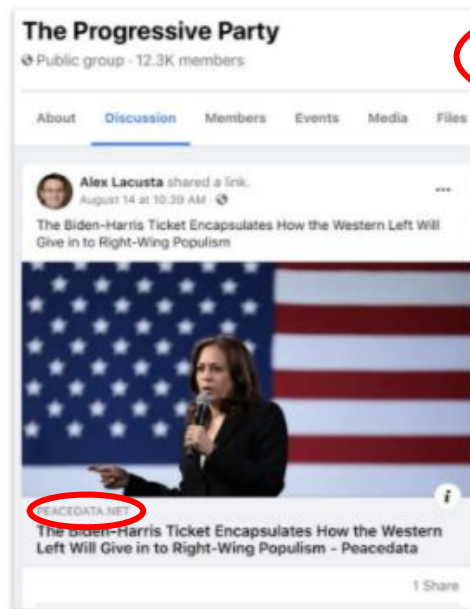 The Progressive Party
Public group · 12.3K members
About Discussion Members Events Media Files
Alex Lacusta shared a link.
August 14 at 10:39 AM ·
The Biden-Harris Ticket Encapsulates How the Western Left Will
Give in to Right-Wing Populism
i
PEACEDATA.NET
The Biden-Harris Ticket Encapsulates How the Western
Left Will Give in to Right-Wing Populism - Peacedata
1 Share